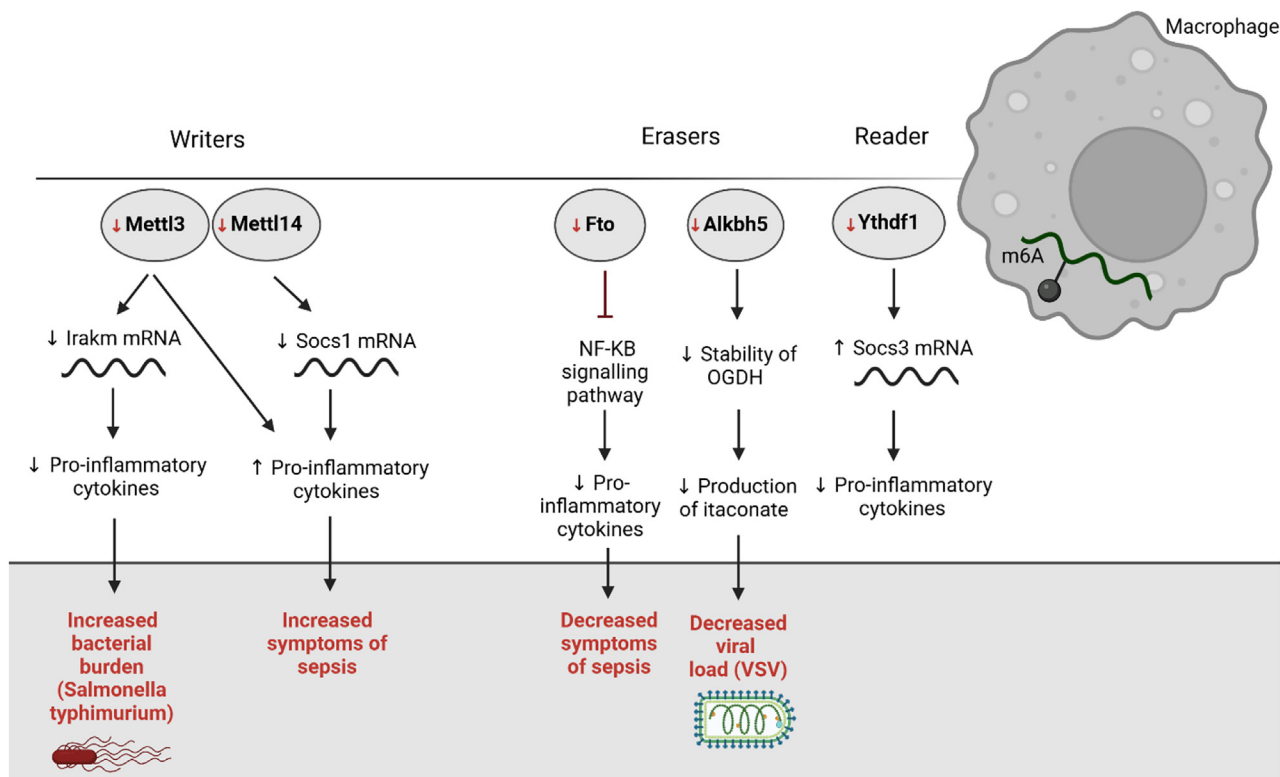 Macrophage
Writers
Erasers
Reader
↓ Mettl3
↓ Mettl14
↓ Fto
↓ Alkbh5
↓ Ythdf1
m6A
↓ Irakm mRNA
↓ Socs1 mRNA
NF-KB
signalling
pathway
↓ Stability of
OGDH
↑ Socs3 mRNA
↓ Pro-inflammatory
cytokines
↑ Pro-inflammatory
cytokines
↓ Pro-
inflammatory
cytokines
↓ Production
of itaconate
↓ Pro-inflammatory
cytokines
Increased
bacterial
burden
(Salmonella
typhimurium)
Increased
symptoms of
sepsis
Decreased
symptoms
of sepsis
Decreased
viral
load (VSV)